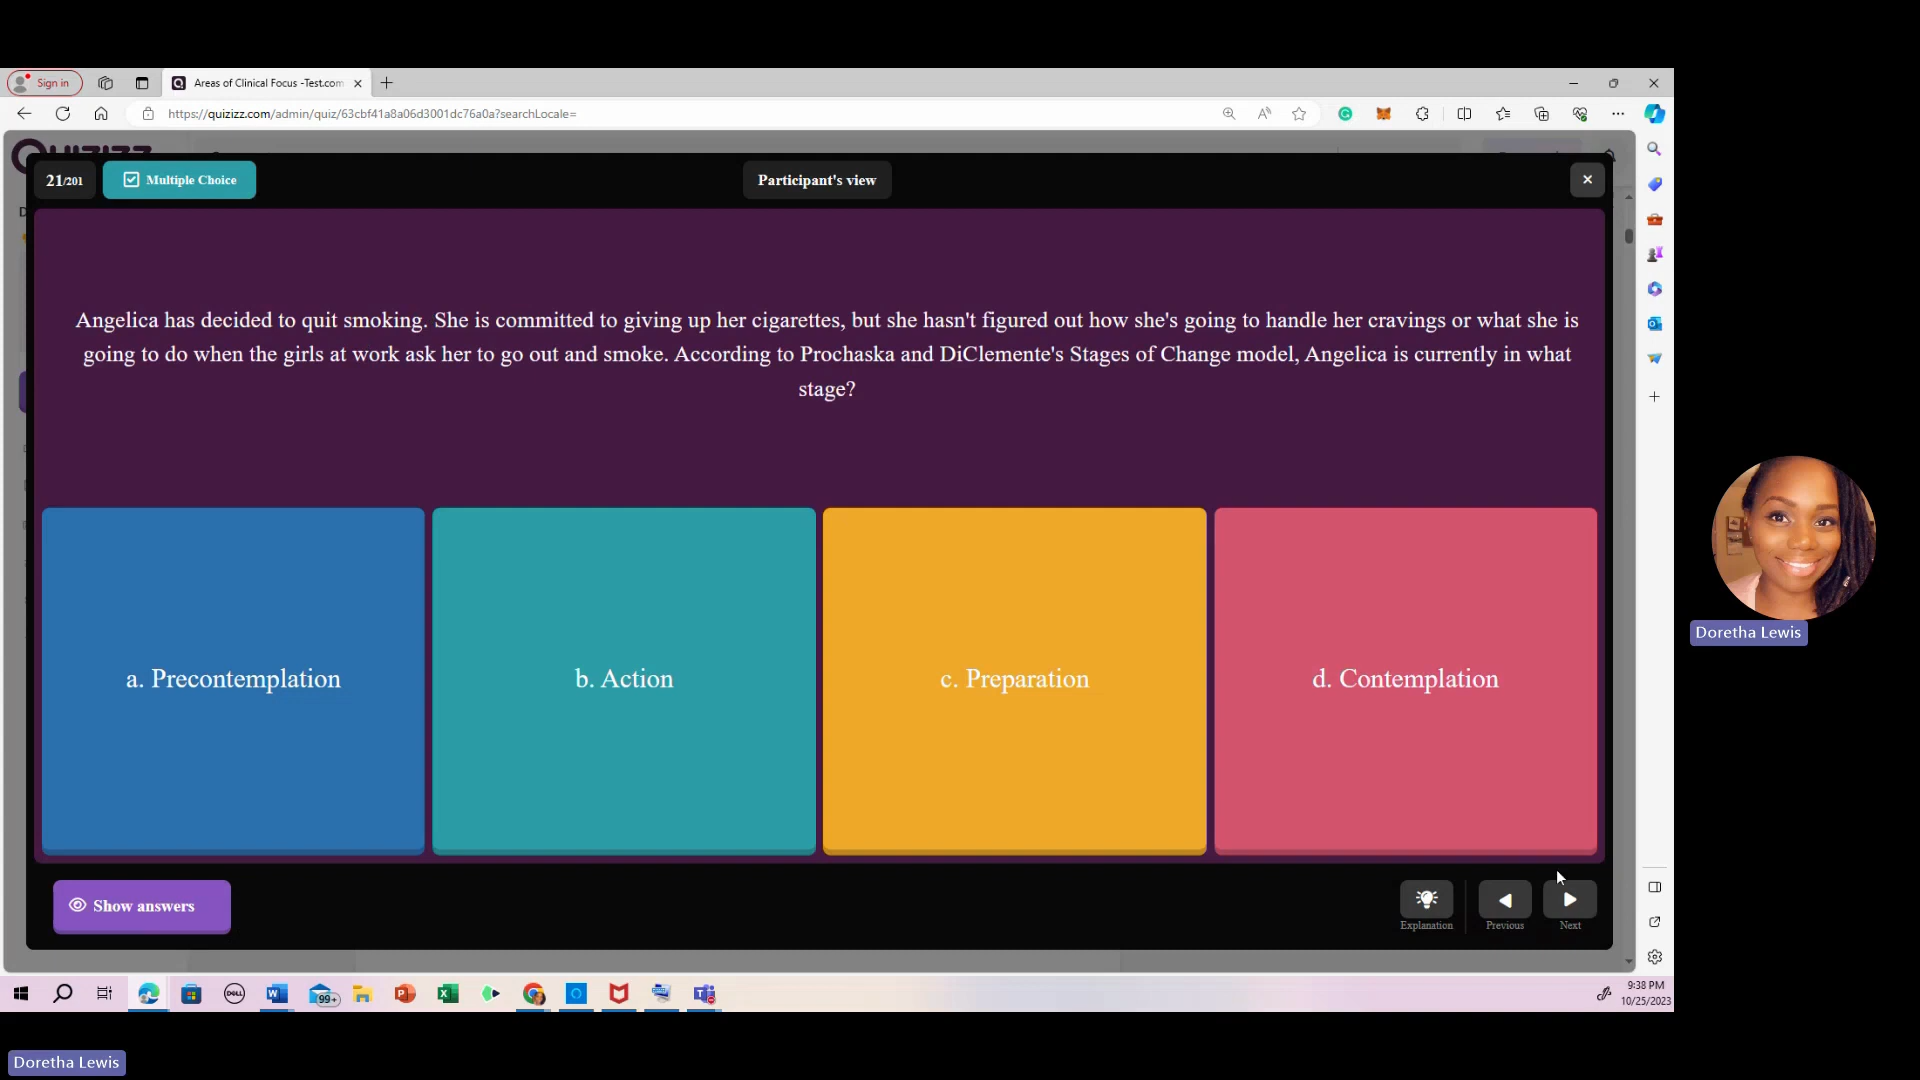 Sign in
Areas of Clinical Focus -Test.com
https://quizizz.com/admin/quiz/63cbf41a8a06d3001dc76a0a?searchLocale=
21/201
Multiple Choice
Participant's view
Angelica has decided to quit smoking. She is committed to giving up her cigarettes, but she hasn't figured out how she's going to handle her cravings or what she is
going to do when the girls at work ask her to go out and smoke. According to Prochaska and DiClemente's Stages of Change model, Angelica is currently in what
stage?
a. Precontemplation
b. Action
c. Preparation
d. Contemplation
Show answers
Explanation
Previous
Next
Doretha Lewis
DELL
99+
9:38 PM
10/25/2023
Doretha Lewis